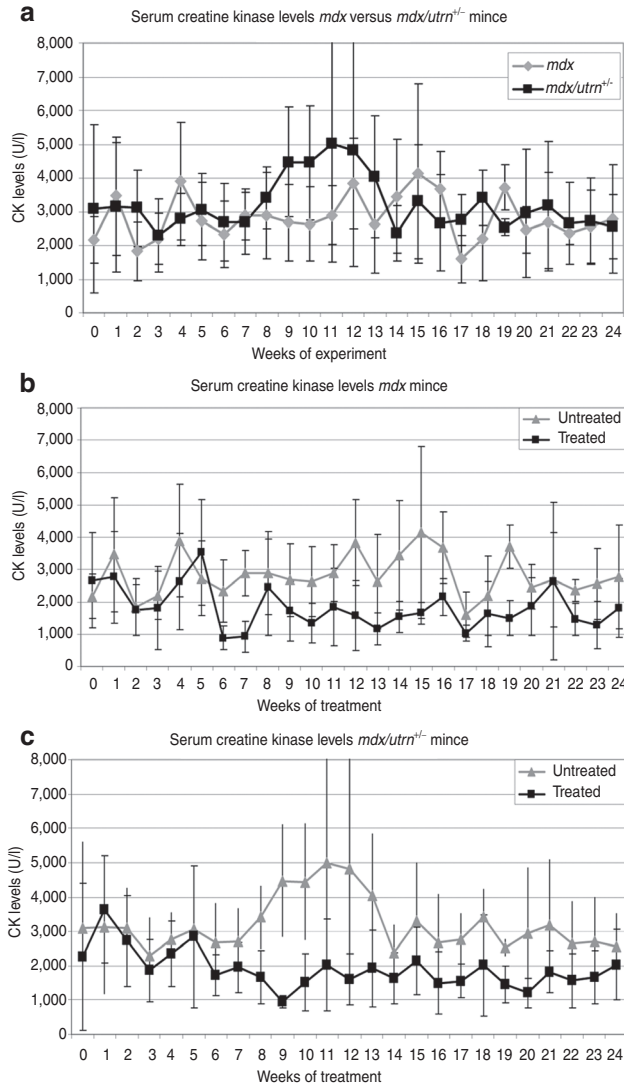 a
Serum creatine kinase levels mdx versus mdx/utrn+/– mince
8,000
7,000
6,000
5,000
4,000
3,000
2,000
1,000
0
CK levels (U/l)
mdx
mdx/utrn+/-
0 1 2 3 4 5 6 7 8 9 10 11 12 13 14 15 16 17 18 19 20 21 22 23 24
Weeks of experiment
b
Serum creatine kinase levels mdx mince
8,000
7,000
6,000
5,000
4,000
3,000
2,000
1,000
0
CK levels (U/l)
Untreated
Treated
0 1 2 3 4 5 6 7 8 9 10 11 12 13 14 15 16 17 18 19 20 21 22 23 24
Weeks of treatment
c
Serum creatine kinase levels mdx/utrn+/– mince
8,000
7,000
6,000
5,000
4,000
3,000
2,000
1,000
0
CK levels (U/l)
Untreated
Treated
0 1 2 3 4 5 6 7 8 9 10 11 12 13 14 15 16 17 18 19 20 21 22 23 24
Weeks of treatment